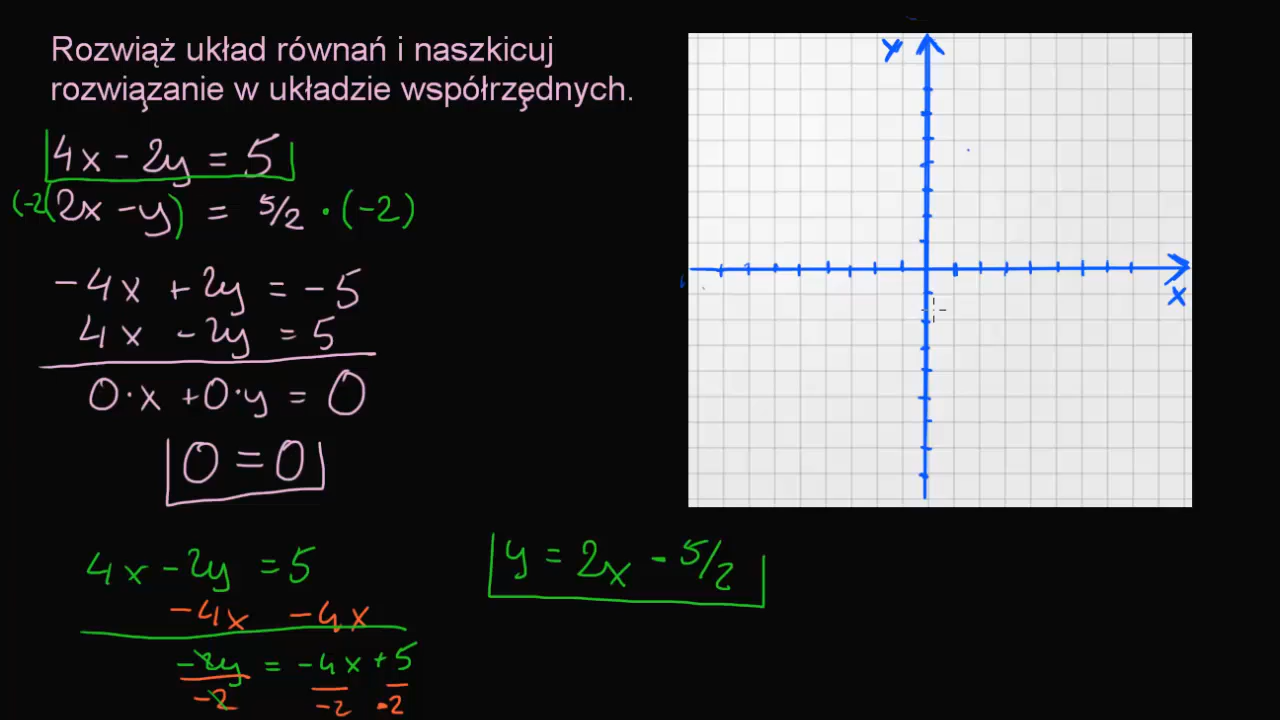 Rozwiąż układ równań i naszkicuj
rozwiązanie w układzie współrzędnych.
4x - 2y = 5
(-2(2x - y) = 5/2 · (-2)
-4x + 2y = -5
4x - 2y = 5
0·x + 0·y = 0
0 = 0
4x - 2y = 5
-4x -4x
-2y = -4x + 5
-2 -2 -2
y = 2x - 5/2
y
x